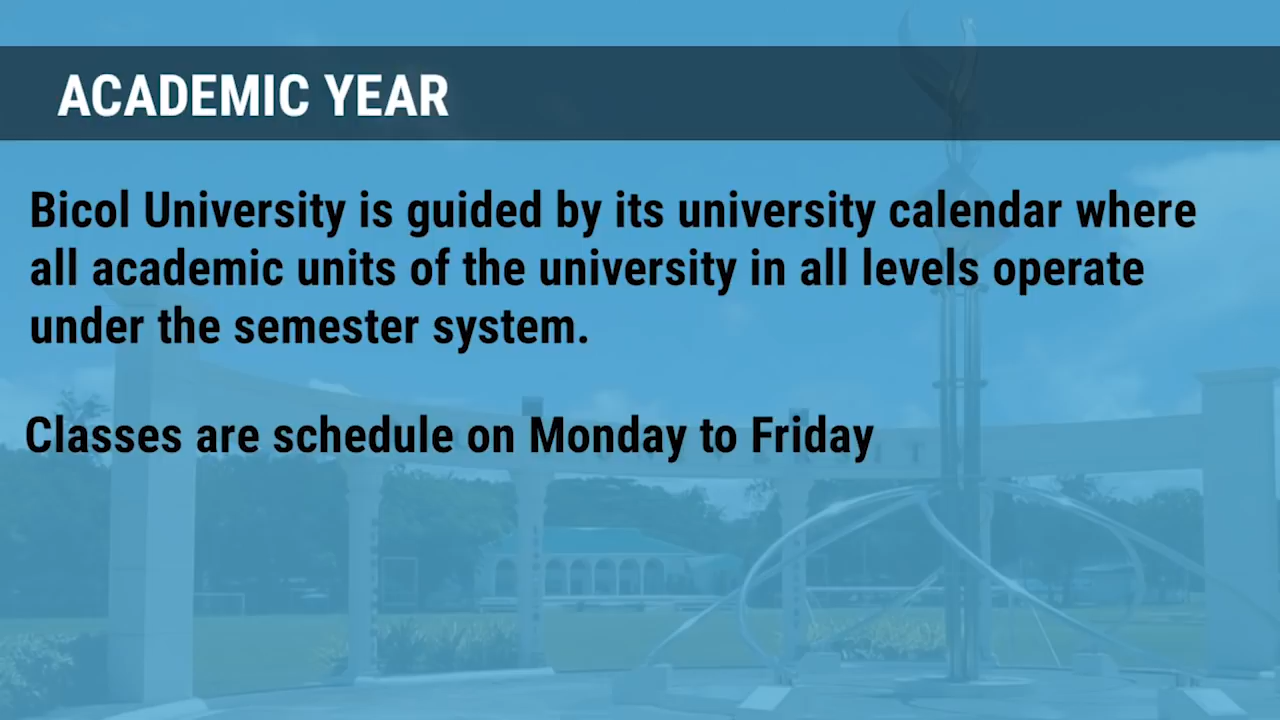 ACADEMIC YEAR
Bicol University is guided by its university calendar where
all academic units of the university in all levels operate
under the semester system.
Classes are schedule on Monday to Friday